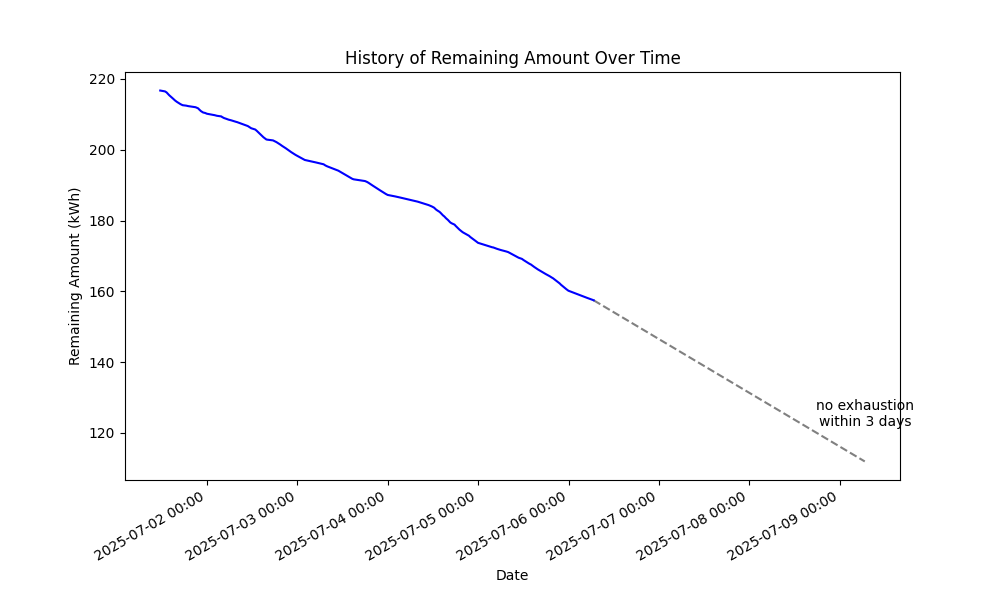 History of Remaining Amount Over Time
Remaining Amount (kWh)
220
200
180
160
140
120
no exhaustion
within 3 days
2025-07-02 00:00
2025-07-03 00:00
2025-07-04 00:00
2025-07-05 00:00
2025-07-06 00:00
2025-07-07 00:00
2025-07-08 00:00
2025-07-09 00:00
Date